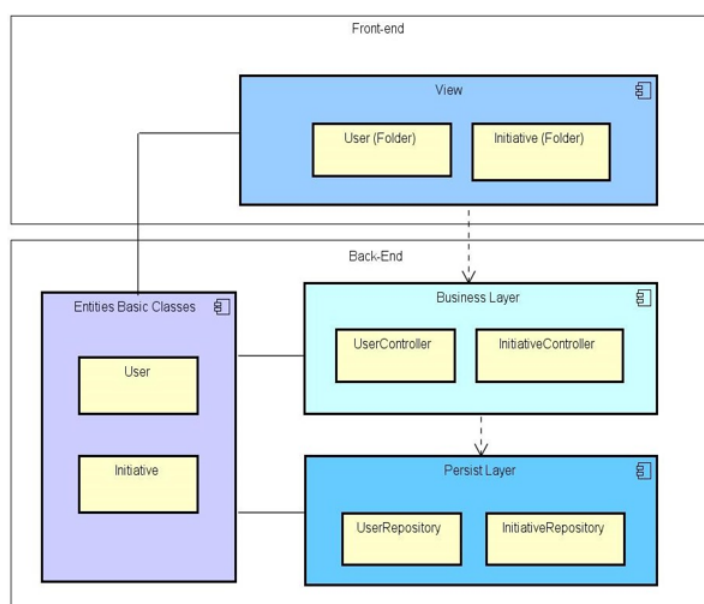 Front-end
View
User (Folder)
Initiative (Folder)
Back-End
Entities Basic Classes
User
Initiative
Business Layer
UserController
InitiativeController
Persist Layer
UserRepository
InitiativeRepository